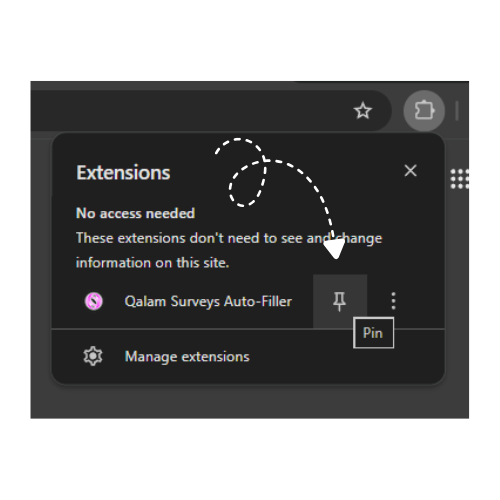 Extensions
No access needed
These extensions don't need to see and change
information on this site.
Qalam Surveys Auto-Filler
Pin
Manage extensions